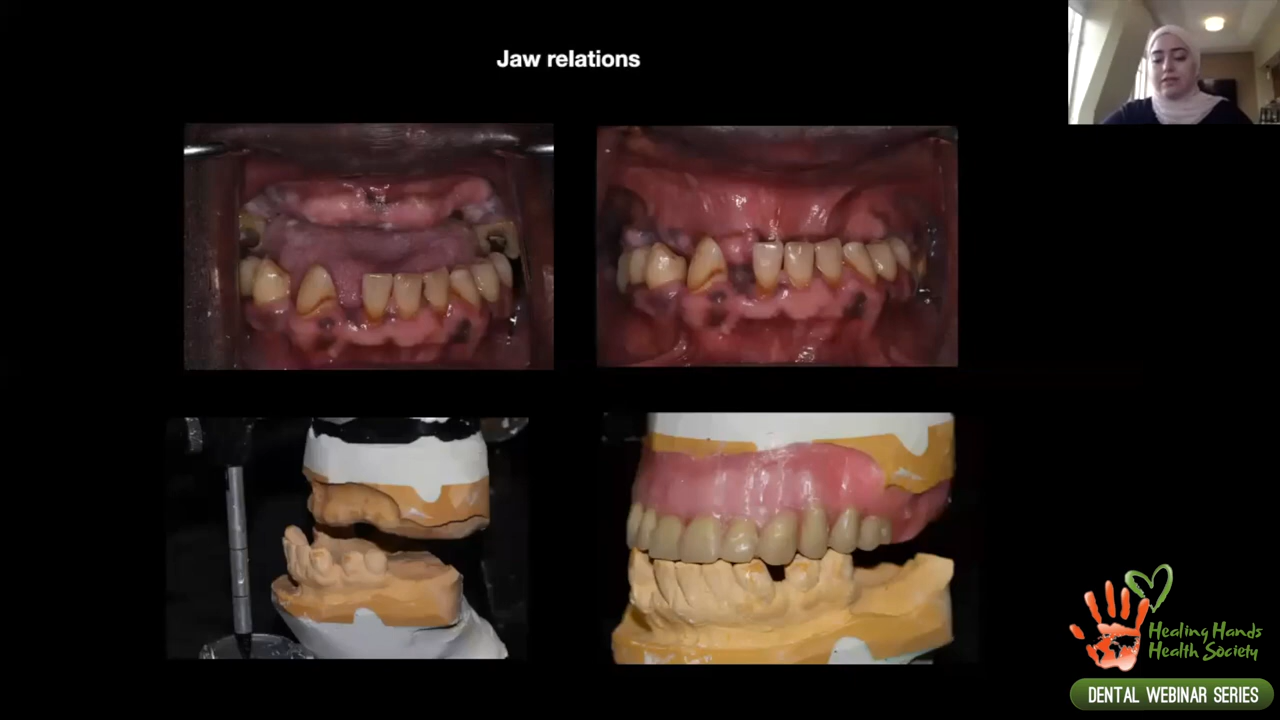 Jaw relations
Healing Hands
Health Society
DENTAL WEBINAR SERIES